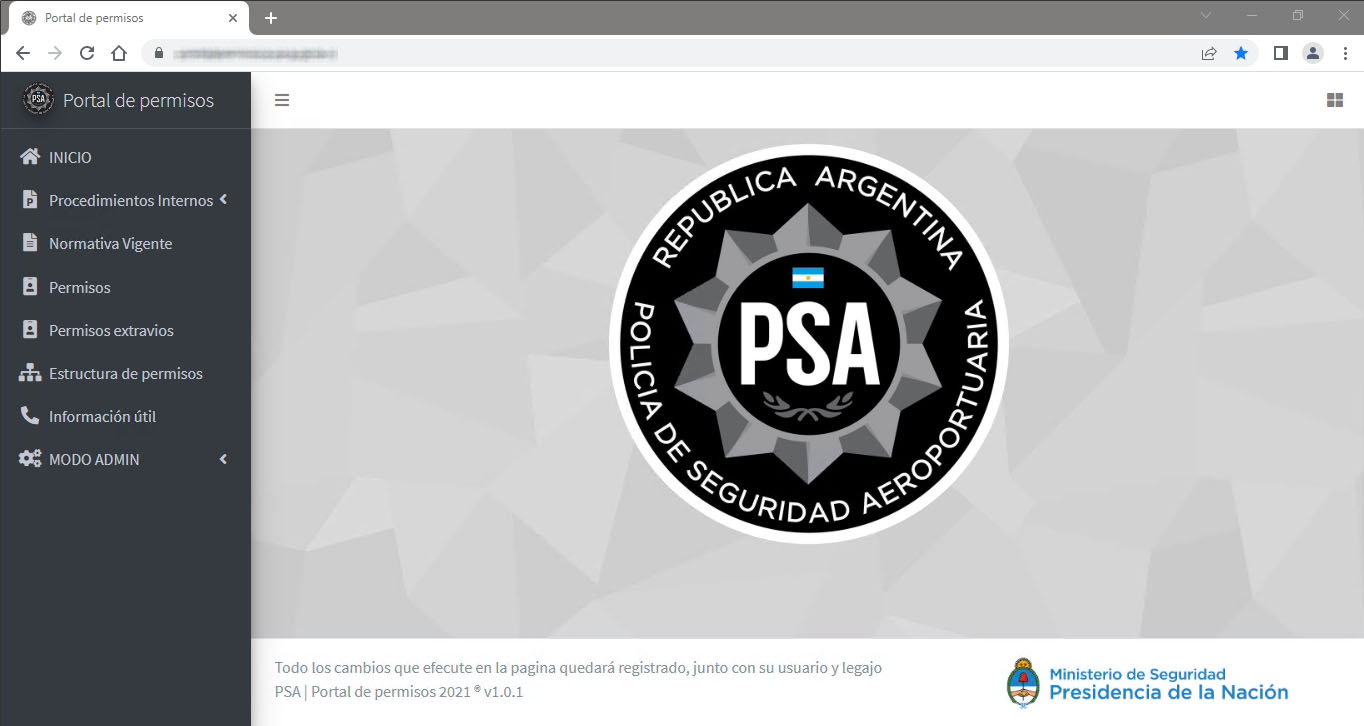 Portal de permisos
PSA
Portal de permisos
INICIO
Procedimientos Internos
Normativa Vigente
Permisos
Permisos extravios
Estructura de permisos
Información útil
MODO ADMIN
REPUBLICA ARGENTINA
PSA
POLICIA DE SEGURIDAD AEROPORTUARIA
Todo los cambios que efecute en la pagina quedará registrado, junto con su usuario y legajo
PSA | Portal de permisos 2021 ® v1.0.1
Ministerio de Seguridad
Presidencia de la Nación